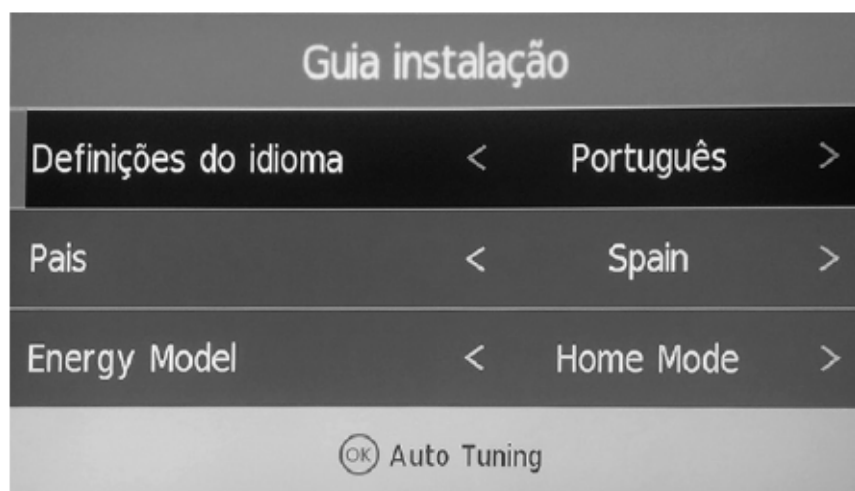 Guia instalação
Definições do idioma < Português >
Pais < Spain >
Energy Model < Home Mode >
OK Auto Tuning